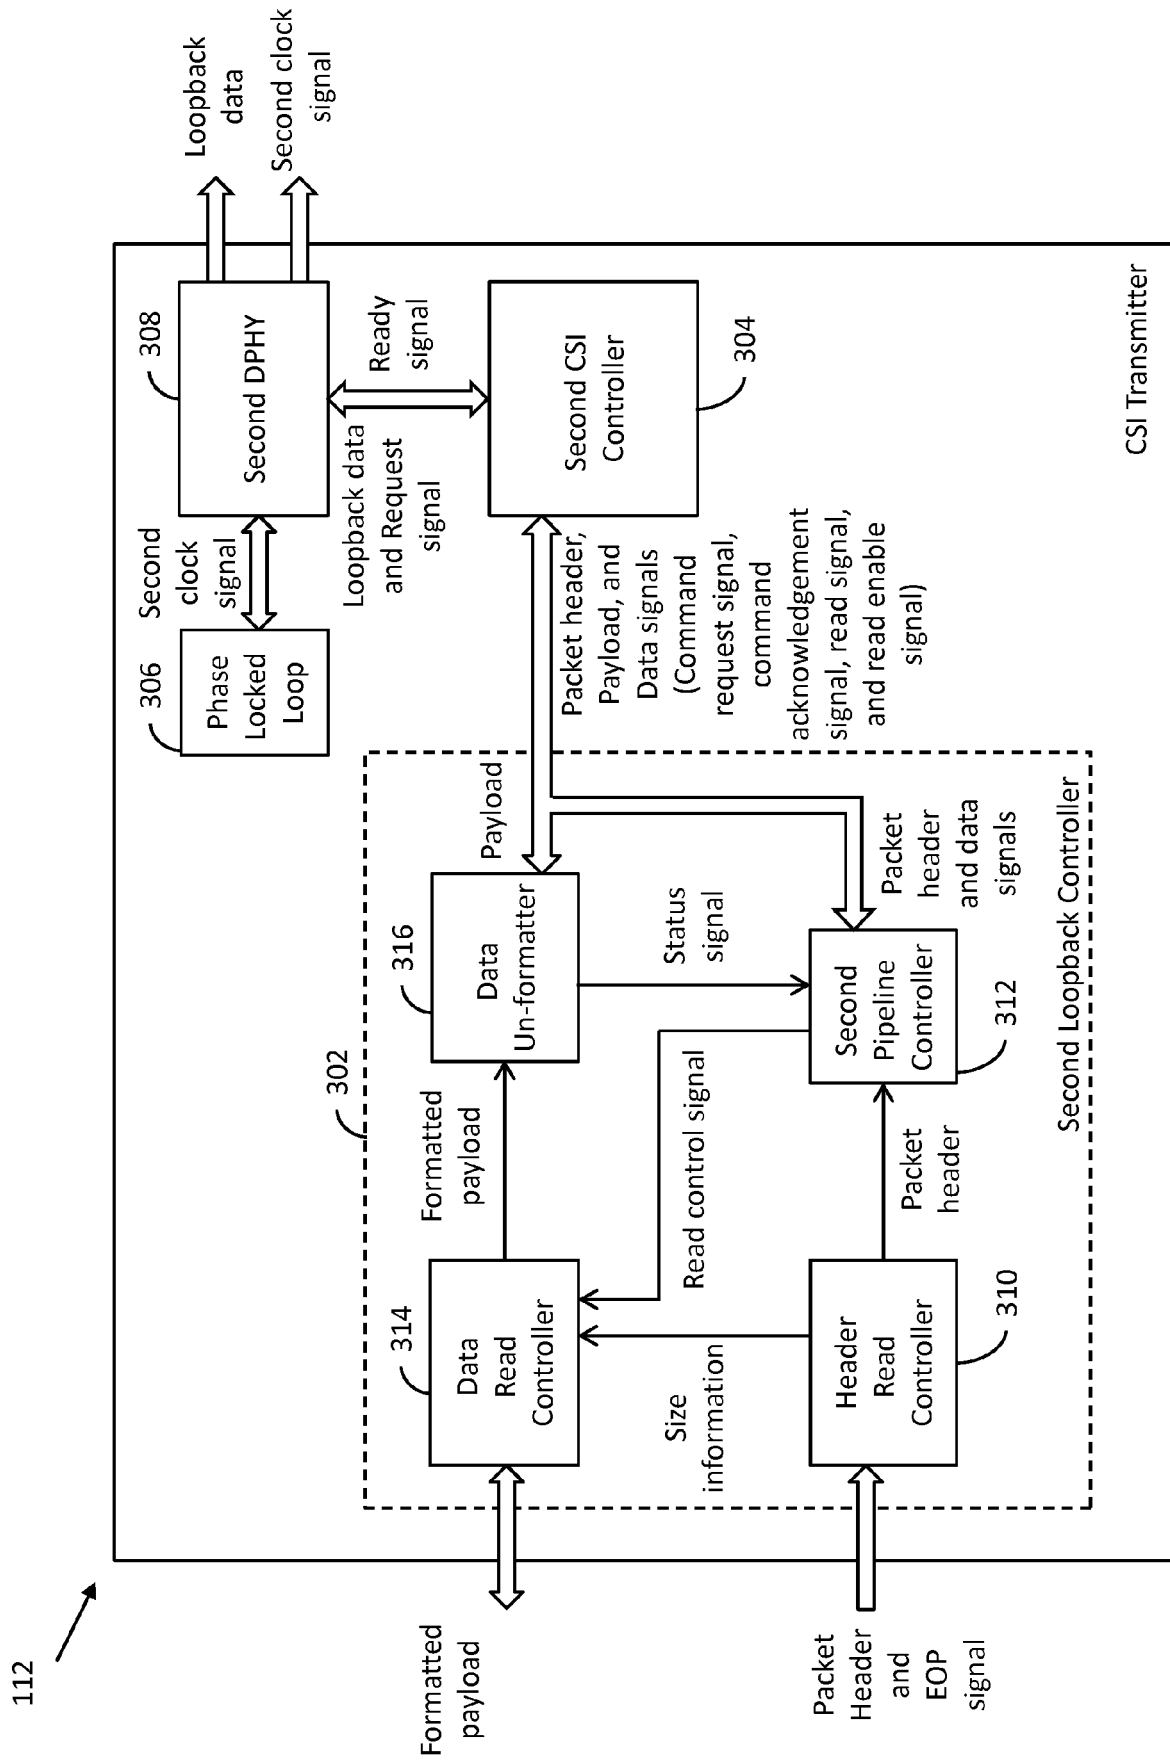 112
CSI Transmitter
Formatted
payload
Packet
Header
and
EOP
signal
302
Second Loopback Controller
314
Data
Read
Controller
Size
information
Header
Read
Controller
310
Formatted
payload
Read control signal
Packet
header
316
Data
Un-formatter
Status
signal
Second
Pipeline
Controller
312
Payload
Packet
header
and data
signals
306
Phase
Locked
Loop
Second
clock
signal
308
Second DPHY
Loopback data
and Request
signal
Ready
signal
Second CSI
Controller
304
Packet header,
Payload, and
Data signals
(Command
request signal,
command
acknowledgement
signal, read signal,
and read enable
signal)
Loopback
data
Second clock
signal